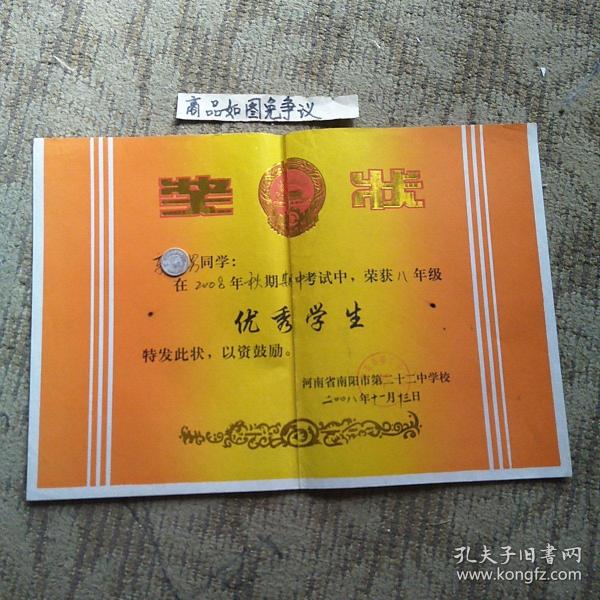 商品如图免争议
奖 状
同学:
在2008年秋期期中考试中,荣获八年级
优秀学生
特发此状,以资鼓励。
河南省南阳市第二十二中学校
二00八年十一月十三日
孔夫子旧书网
www.kongfz.com